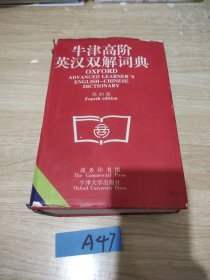 牛津高阶
英汉双解词典
OXFORD
ADVANCED LEARNER'S
ENGLISH-CHINESE
DICTIONARY
第四版
Fourth edition
商务印书馆
The Commercial Press
牛津大学出版社
Oxford University Press
A47